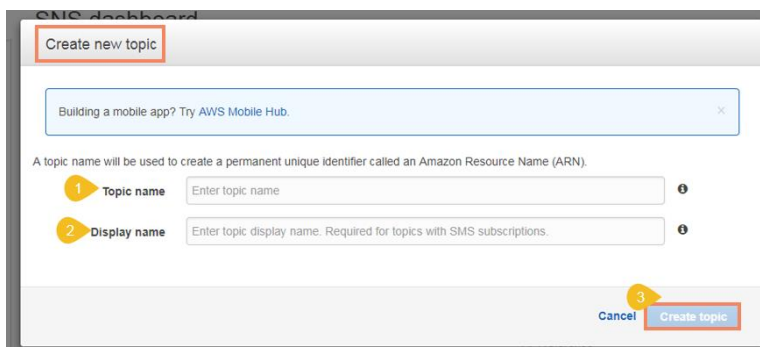 SNS dashboard
Create new topic
Building a mobile app? Try AWS Mobile Hub.
×
A topic name will be used to create a permanent unique identifier called an Amazon Resource Name (ARN).
1 Topic name Enter topic name
2 Display name Enter topic display name. Required for topics with SMS subscriptions.
3
Cancel Create topic